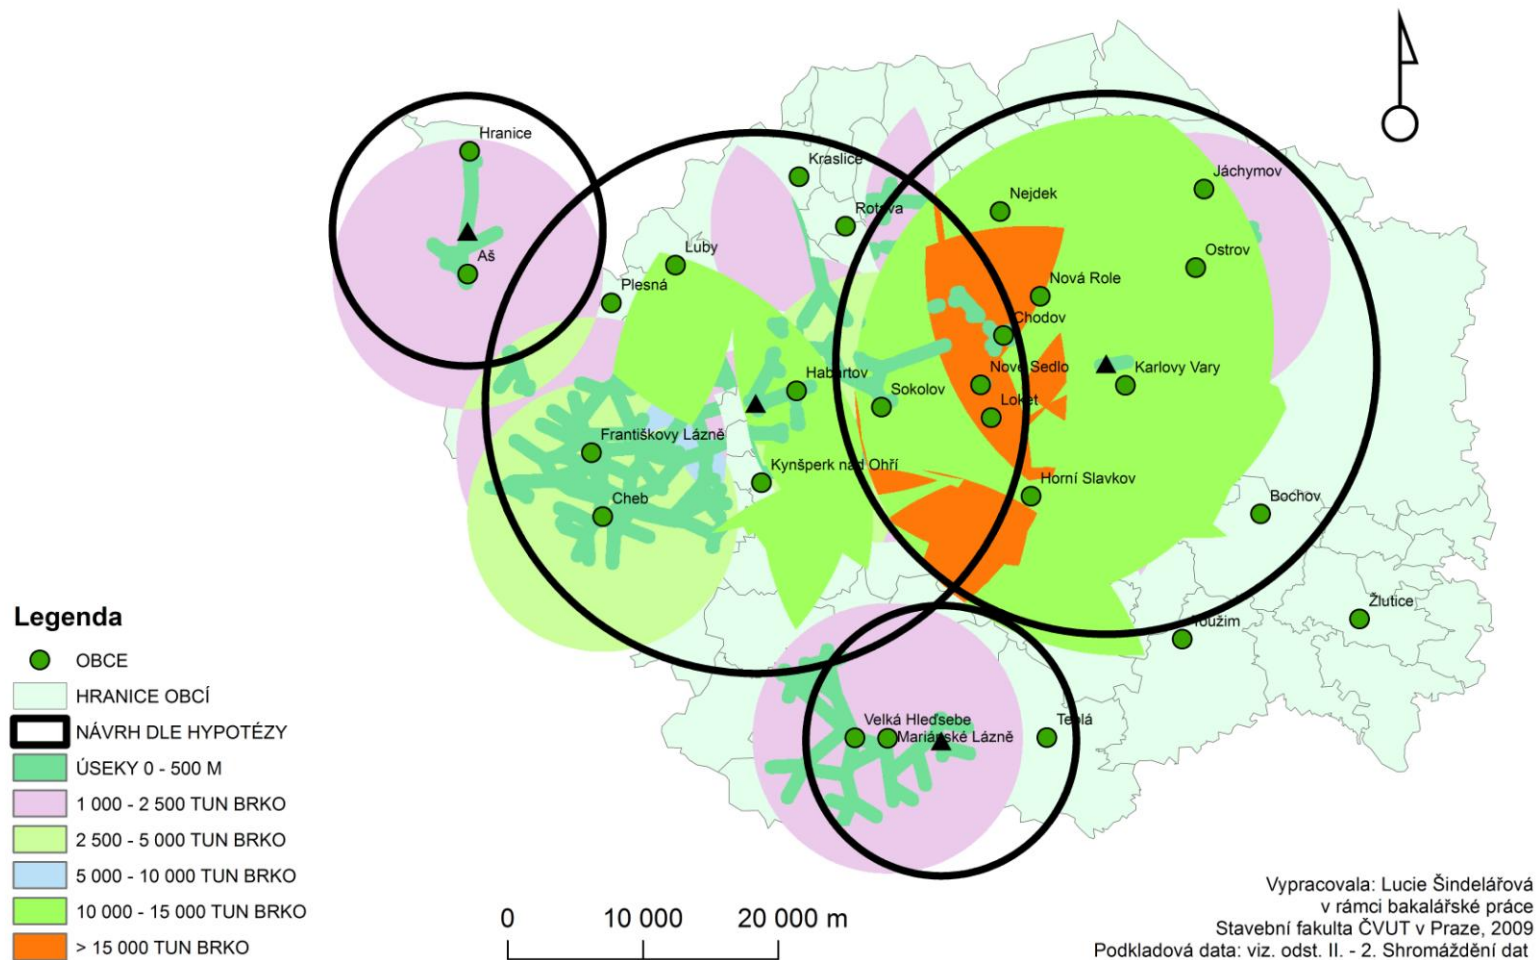 Hranice
Aš
Kraslice
Rotava
Luby
Plesná
Nejdek
Jáchymov
Ostrov
Nová Role
Chodov
Habartov
Sokolov
Nové Sedlo
Loket
Karlovy Vary
Františkovy Lázně
Kynšperk nad Ohří
Cheb
Horní Slavkov
Bochov
Žlutice
Toužim
Velká Hleďsebe
Mariánské Lázně
Teplá
Legenda
OBCE
HRANICE OBCÍ
NÁVRH DLE HYPOTÉZY
ÚSEKY 0 - 500 M
1 000 - 2 500 TUN BRKO
2 500 - 5 000 TUN BRKO
5 000 - 10 000 TUN BRKO
10 000 - 15 000 TUN BRKO
> 15 000 TUN BRKO
0 10 000 20 000 m
Vypracovala: Lucie Šindelářová
v rámci bakalářské práce
Stavební fakulta ČVUT v Praze, 2009
Podkladová data: viz. odst. II. - 2. Shromáždění dat